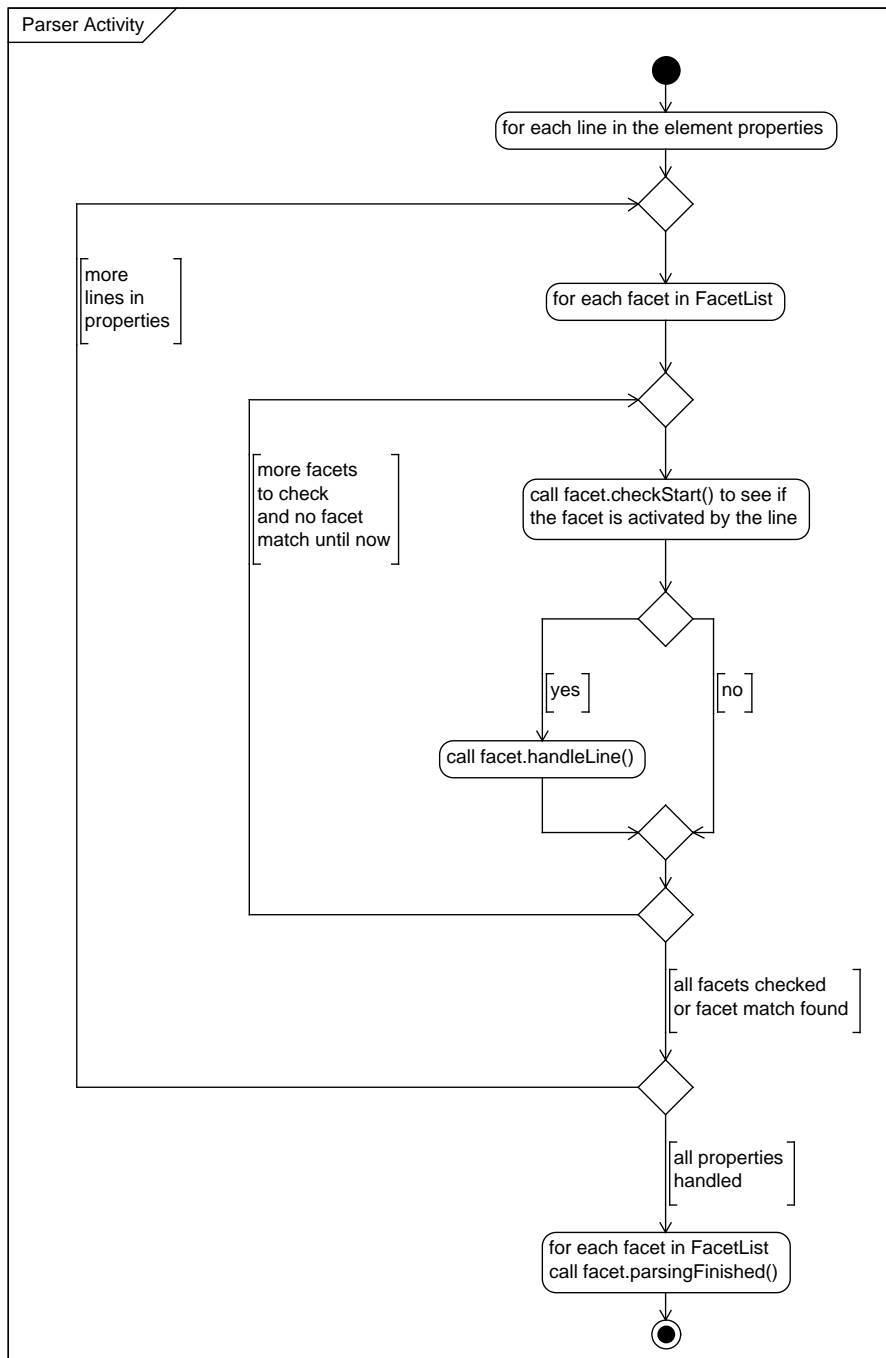 Parser Activity
for each line in the element properties
more
lines in
properties
for each facet in FacetList
more facets
to check
and no facet
match until now
call facet.checkStart() to see if
the facet is activated by the line
yes
no
call facet.handleLine()
all facets checked
or facet match found
all properties
handled
for each facet in FacetList
call facet.parsingFinished()